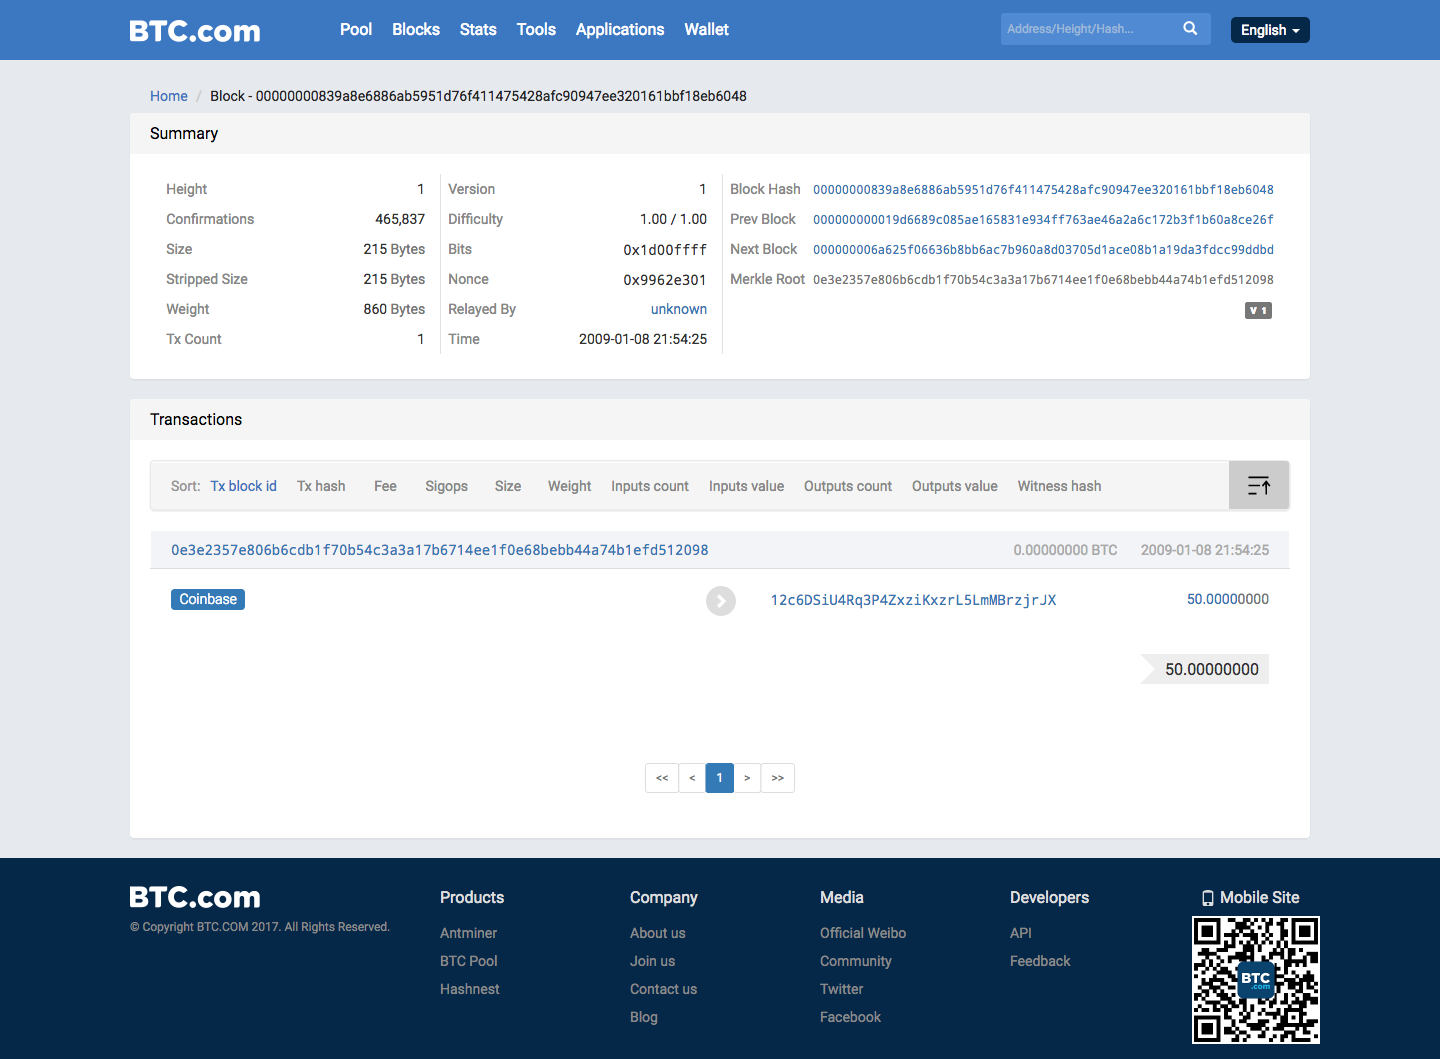 BTC.com Pool Blocks Stats Tools Applications Wallet Address/Height/Hash... English
Home / Block - 00000000839a8e6886ab5951d76f411475428afc90947ee320161bbf18eb6048
Summary
Height 1 Version 1 Block Hash 00000000839a8e6886ab5951d76f411475428afc90947ee320161bbf18eb6048
Confirmations 465,837 Difficulty 1.00 / 1.00 Prev Block 000000000019d6689c085ae165831e934ff763ae46a2a6c172b3f1b60a8ce26f
Size 215 Bytes Bits 0x1d00ffff Next Block 000000006a625f06636b8bb6ac7b960a8d03705d1ace08b1a19da3fdcc99ddbd
Stripped Size 215 Bytes Nonce 0x9962e301 Merkle Root 0e3e2357e806b6cdb1f70b54c3a3a17b6714ee1f0e68bebb44a74b1efd512098
Weight 860 Bytes Relayed By unknown V 1
Tx Count 1 Time 2009-01-08 21:54:25
Transactions
Sort: Tx block id Tx hash Fee Sigops Size Weight Inputs count Inputs value Outputs count Outputs value Witness hash
0e3e2357e806b6cdb1f70b54c3a3a17b6714ee1f0e68bebb44a74b1efd512098 0.00000000 BTC 2009-01-08 21:54:25
Coinbase 12c6DSiU4Rq3P4ZxziKxzrL5LmMBrzjrJX 50.00000000
50.00000000
<< < 1 > >>
BTC.com Products Company Media Developers Mobile Site
© Copyright BTC.COM 2017. All Rights Reserved.
Antminer About us Official Weibo API
BTC Pool Join us Community Feedback
Hashnest Contact us Twitter
Blog Facebook
BTC
.com